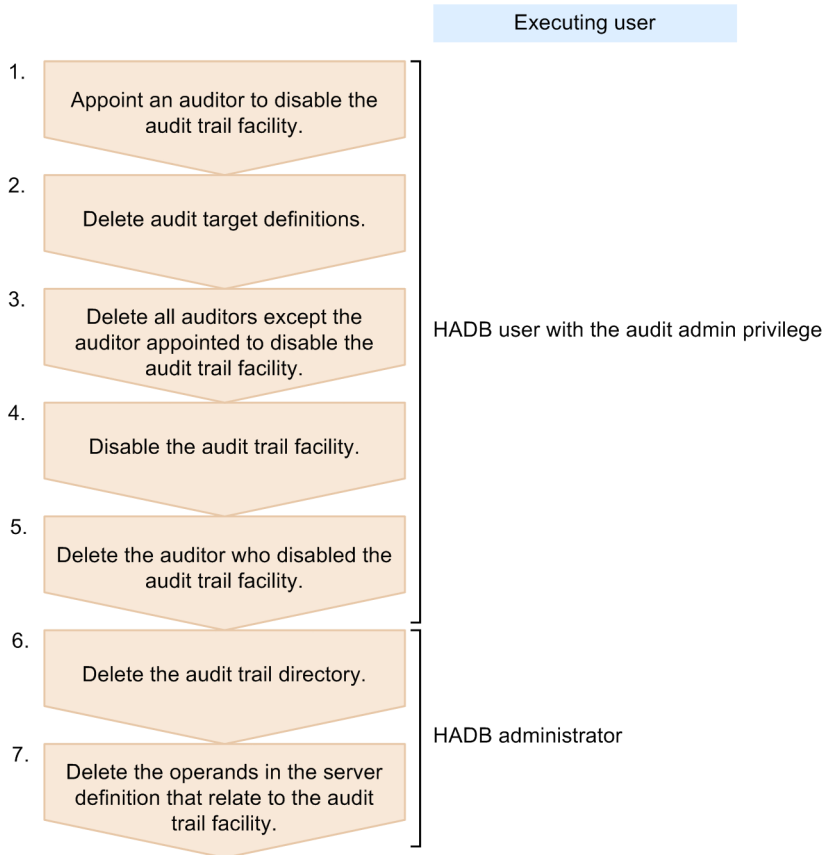 Executing user
1.
Appoint an auditor to disable the
audit trail facility.
2.
Delete audit target definitions.
3.
Delete all auditors except the
auditor appointed to disable the
audit trail facility.
HADB user with the audit admin privilege
4.
Disable the audit trail facility.
5.
Delete the auditor who disabled the
audit trail facility.
6.
Delete the audit trail directory.
HADB administrator
7.
Delete the operands in the server
definition that relate to the audit
trail facility.